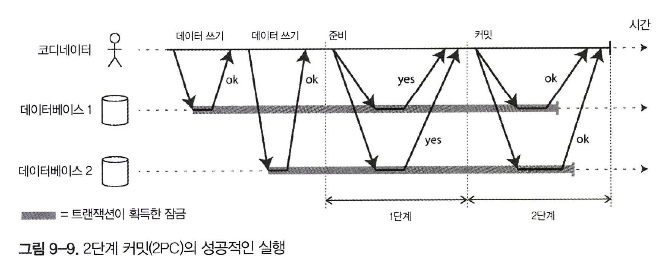 데이터 쓰기 데이터 쓰기 준비 커밋 시간
코디네이터
ok ok yes ok
데이터베이스 1
yes ok
데이터베이스 2
= 트랜잭션이 획득한 잠금 1단계 2단계
그림 9-9. 2단계 커밋(2PC)의 성공적인 실행